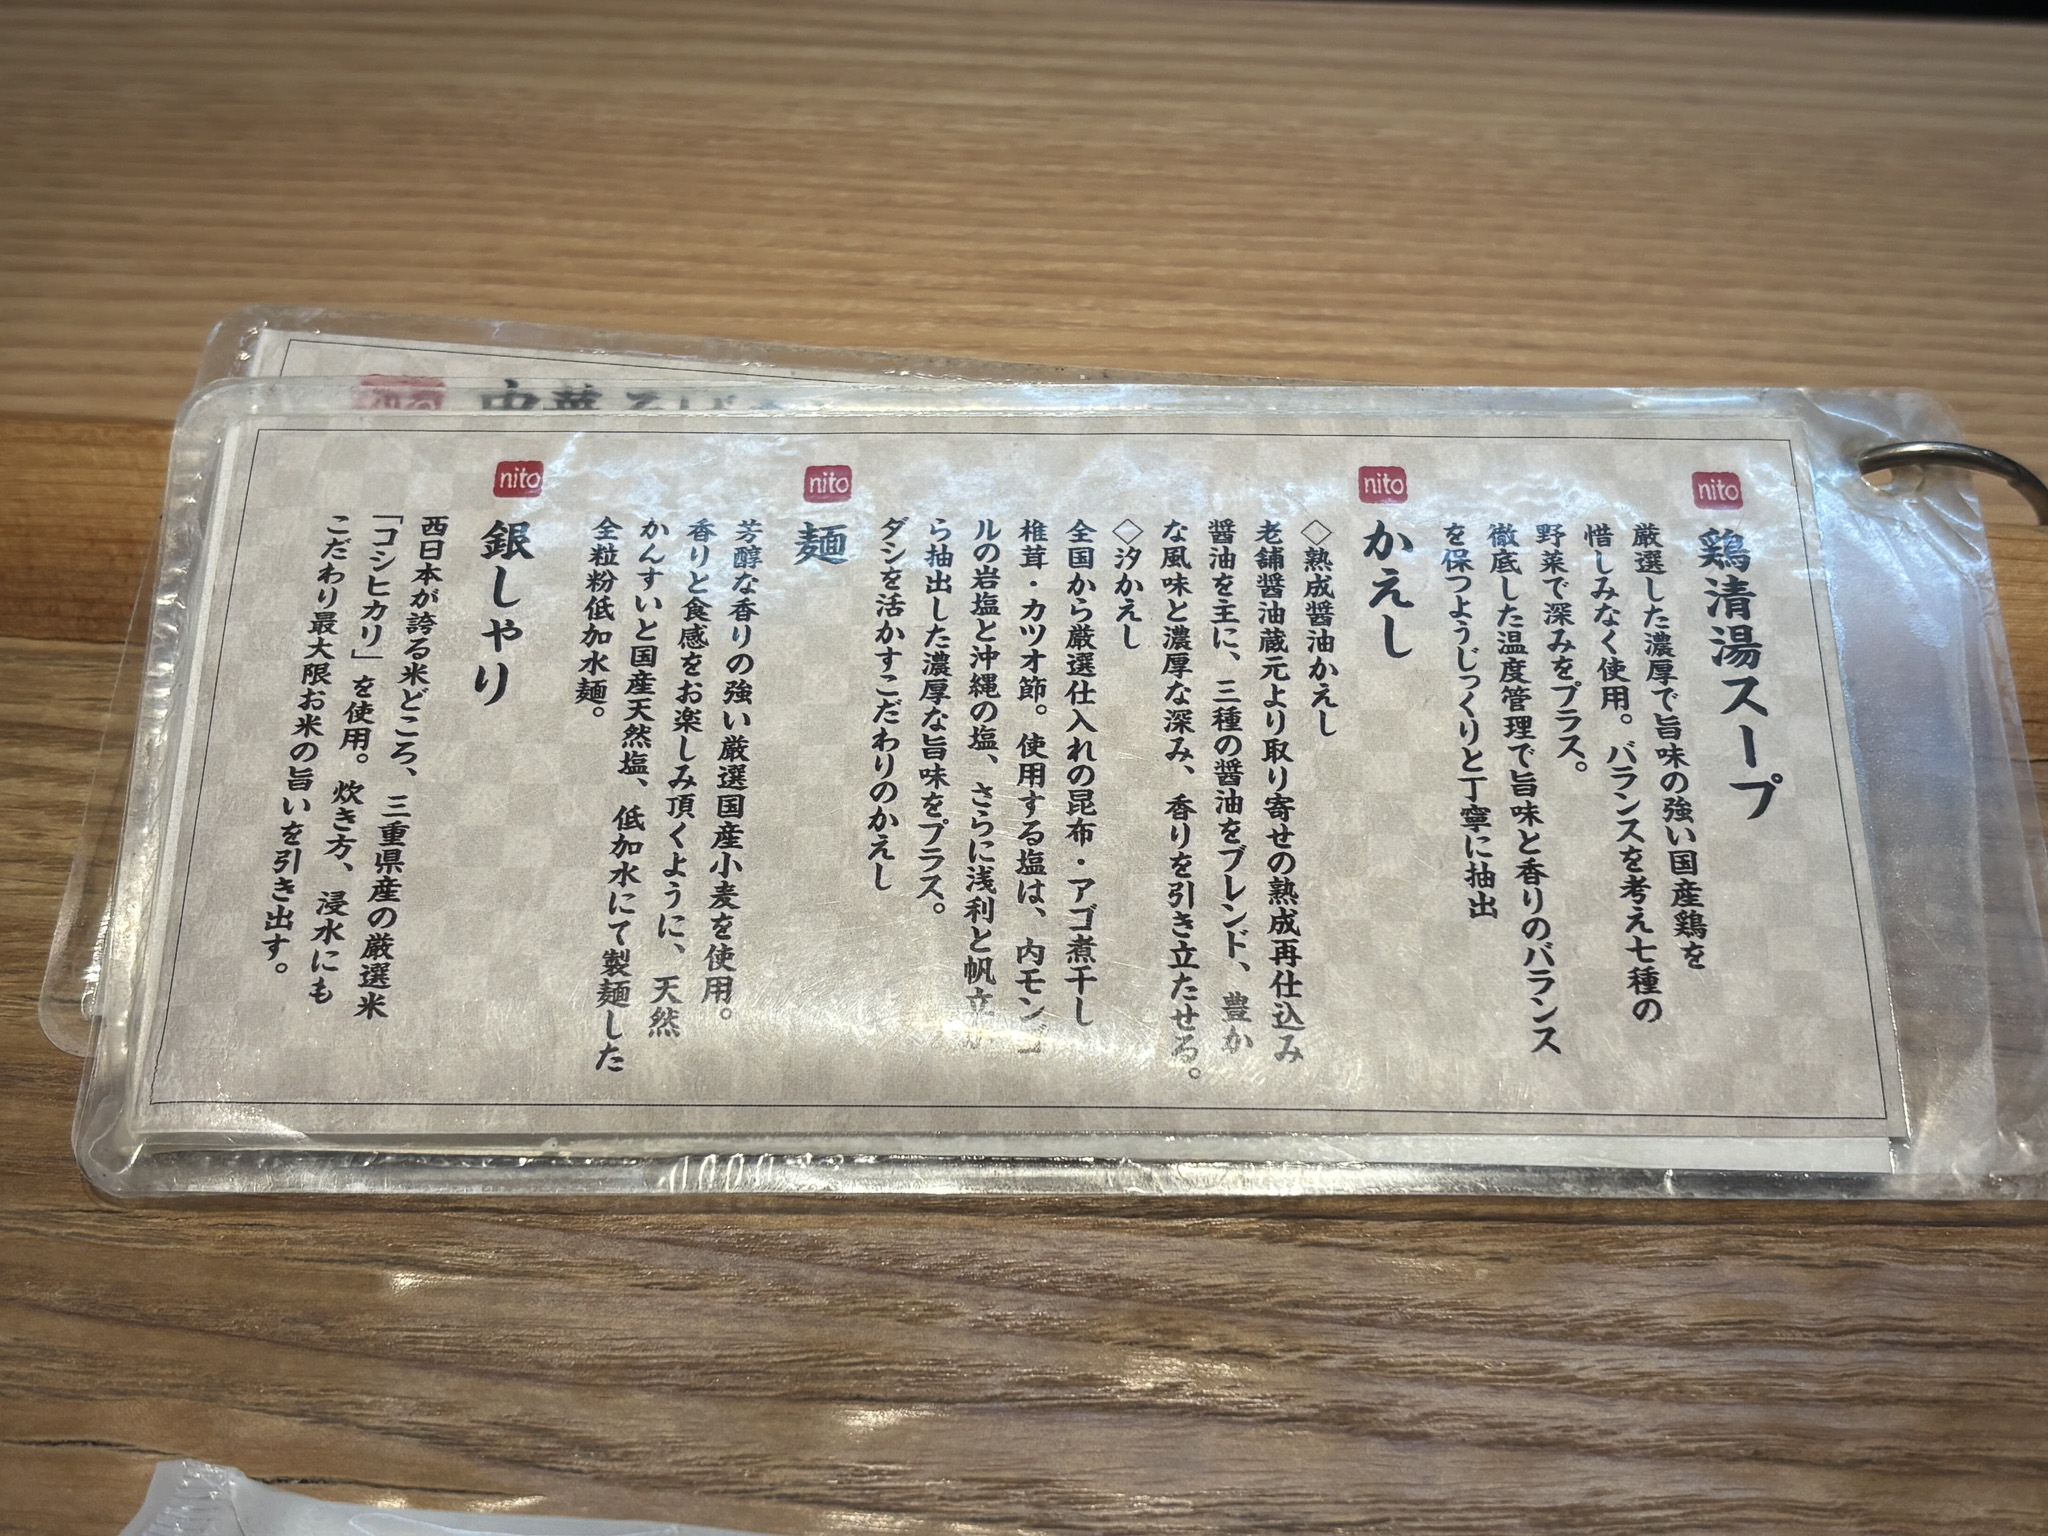 nito
鶏清湯スープ
厳選した濃厚で旨味の強い国産鶏を
惜しみなく使用。バランスを考え七種の
野菜で深みをプラス。
徹底した温度管理で旨味と香りのバランス
を保つようじっくりと丁寧に抽出
nito
かえし
◇熟成醤油かえし
老舗醤油蔵元より取り寄せの熟成再仕込み
醤油を主に、三種の醤油をブレンド、豊か
な風味と濃厚な深み、香りを引き立たせる。
◇汐かえし
全国から厳選仕入れの昆布・アゴ煮干し
椎茸・カツオ節。使用する塩は、内モンゴ
ルの岩塩と沖縄の塩、さらに浅利と帆立か
ら抽出した濃厚な旨味をプラス。
ダシを活かすこだわりのかえし
nito
麺
芳醇な香りの強い厳選国産小麦を使用。
香りと食感をお楽しみ頂くように、天然
かんすいと国産天然塩、低加水にて製麺した
全粒粉低加水麺。
nito
銀しゃり
西日本が誇る米どころ、三重県産の厳選米
「コシヒカリ」を使用。炊き方、浸水にも
こだわり最大限お米の旨いを引き出す。
nito
中華そば